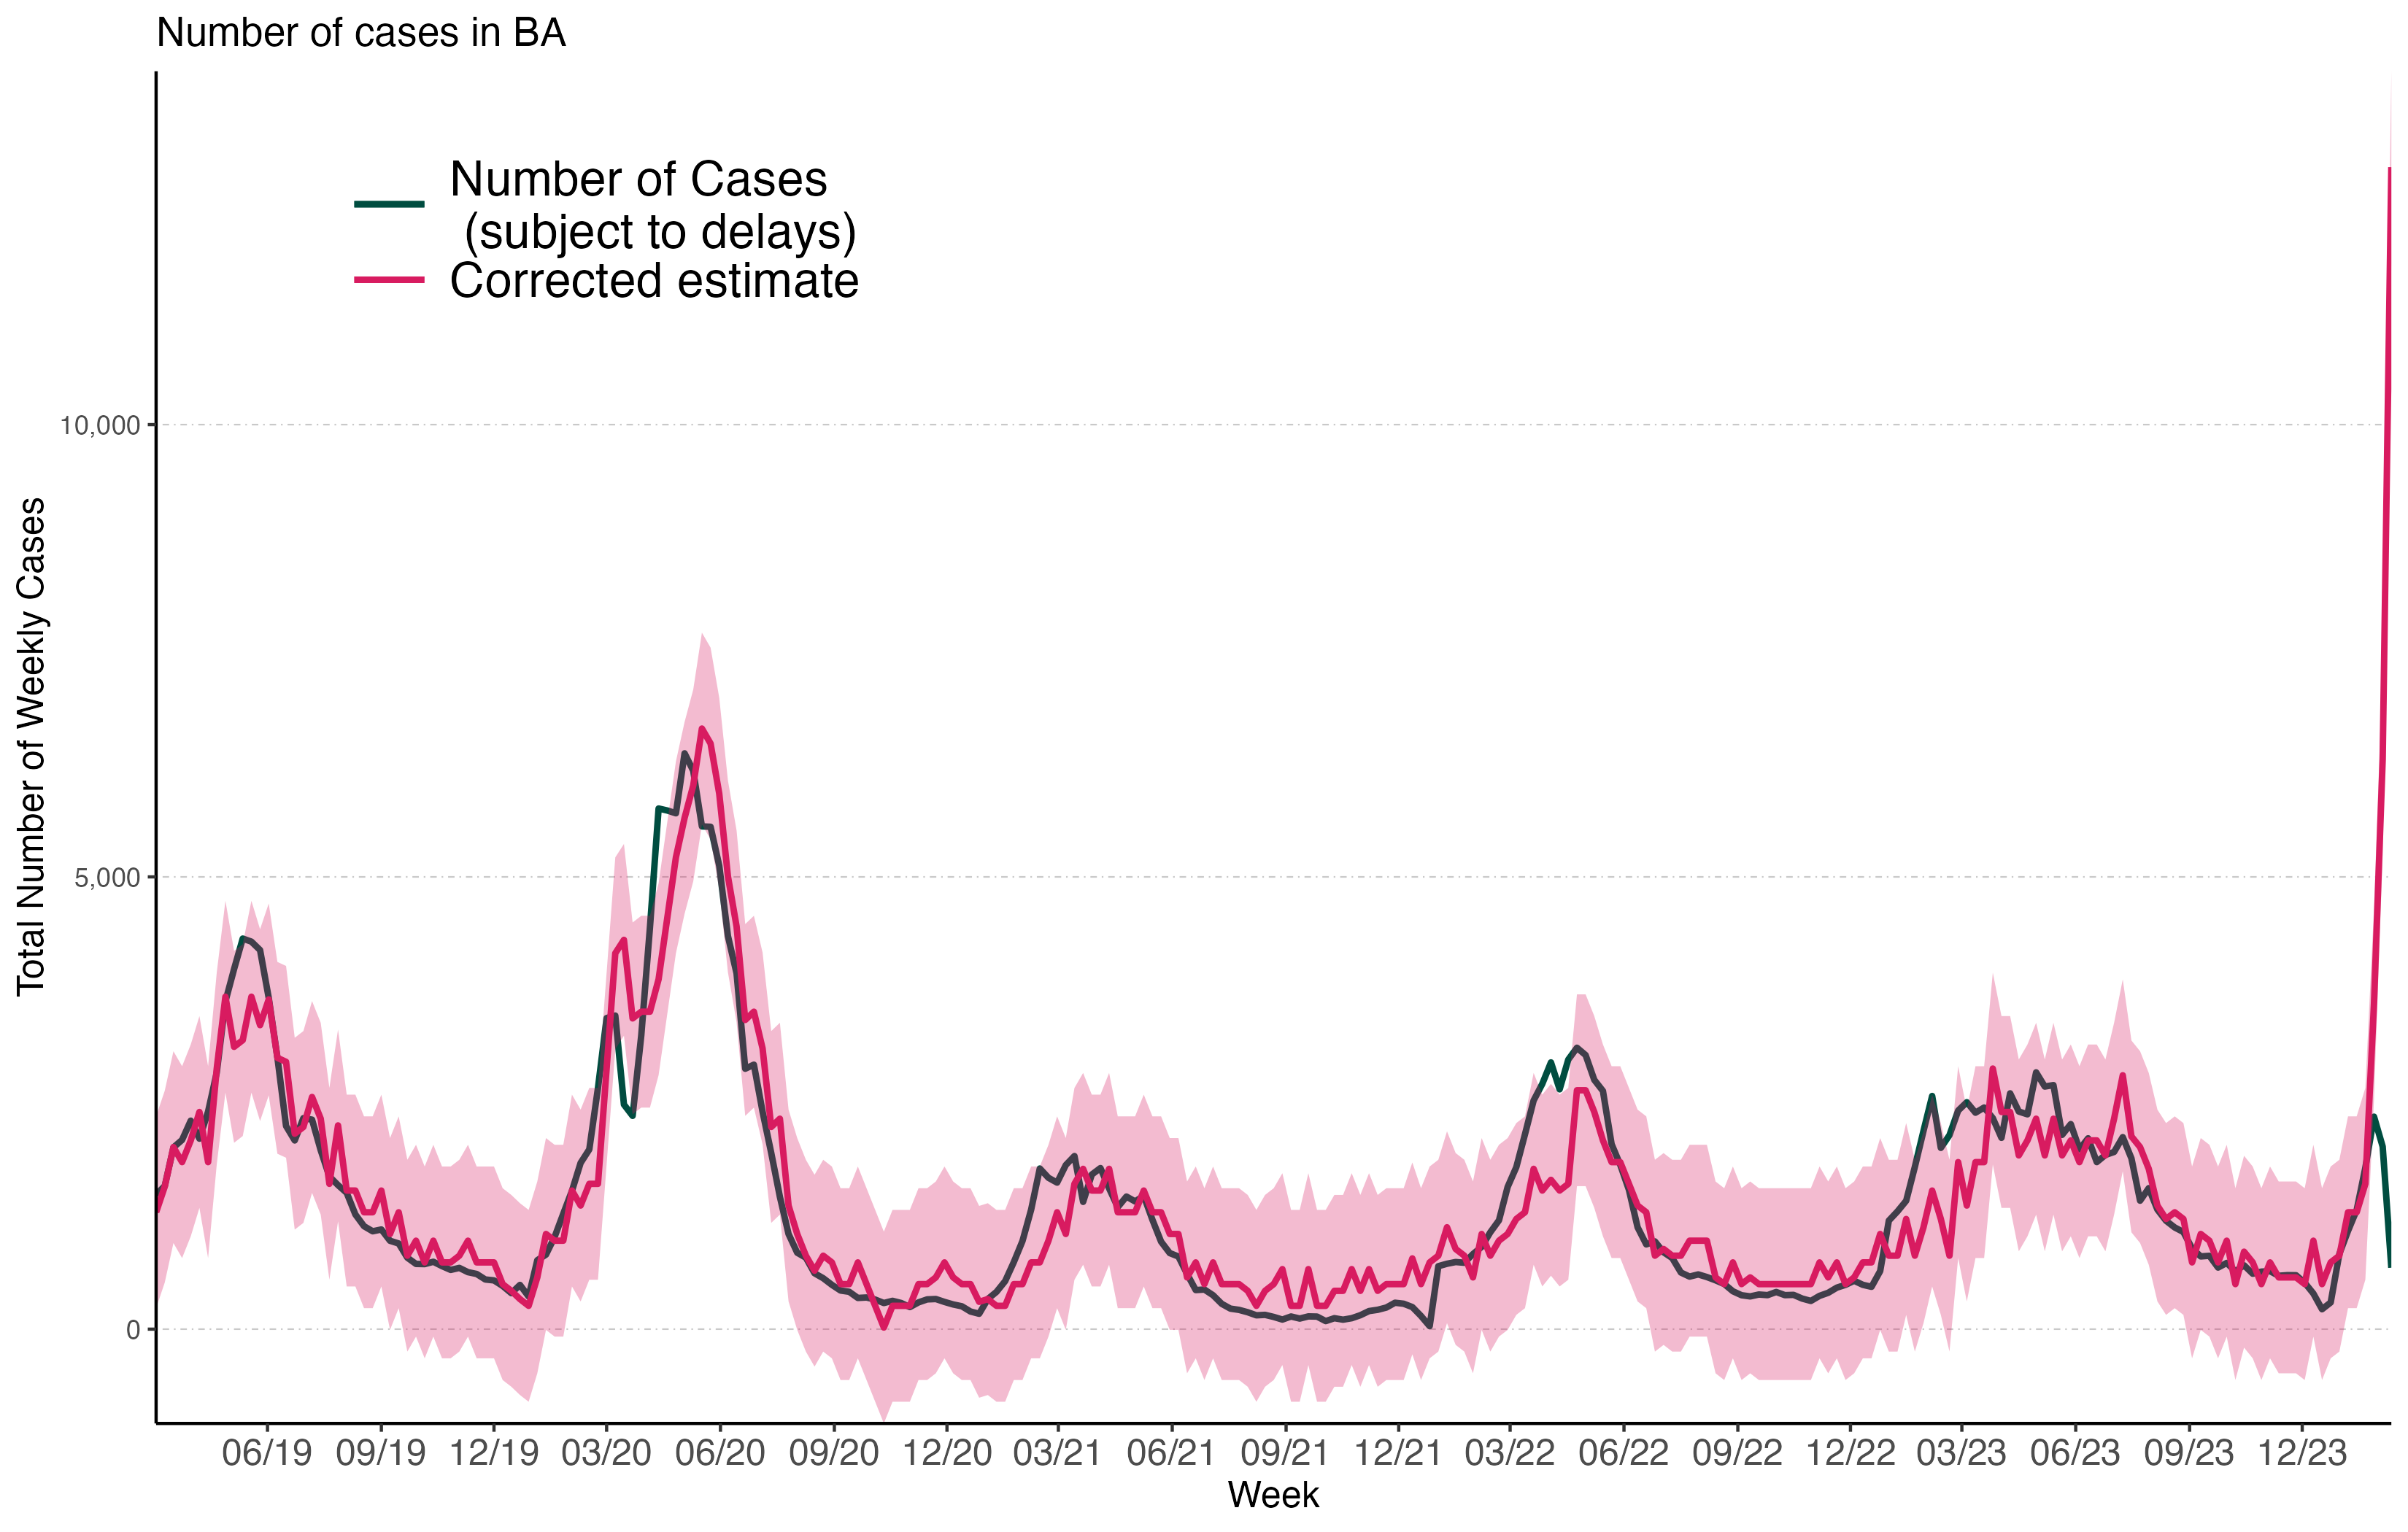 Number of cases in BA
Number of Cases
(subject to delays)
Corrected estimate
Total Number of Weekly Cases
10,000
5,000
0
06/19 09/19 12/19 03/20 06/20 09/20 12/20 03/21 06/21 09/21 12/21 03/22 06/22 09/22 12/22 03/23 06/23 09/23 12/23
Week